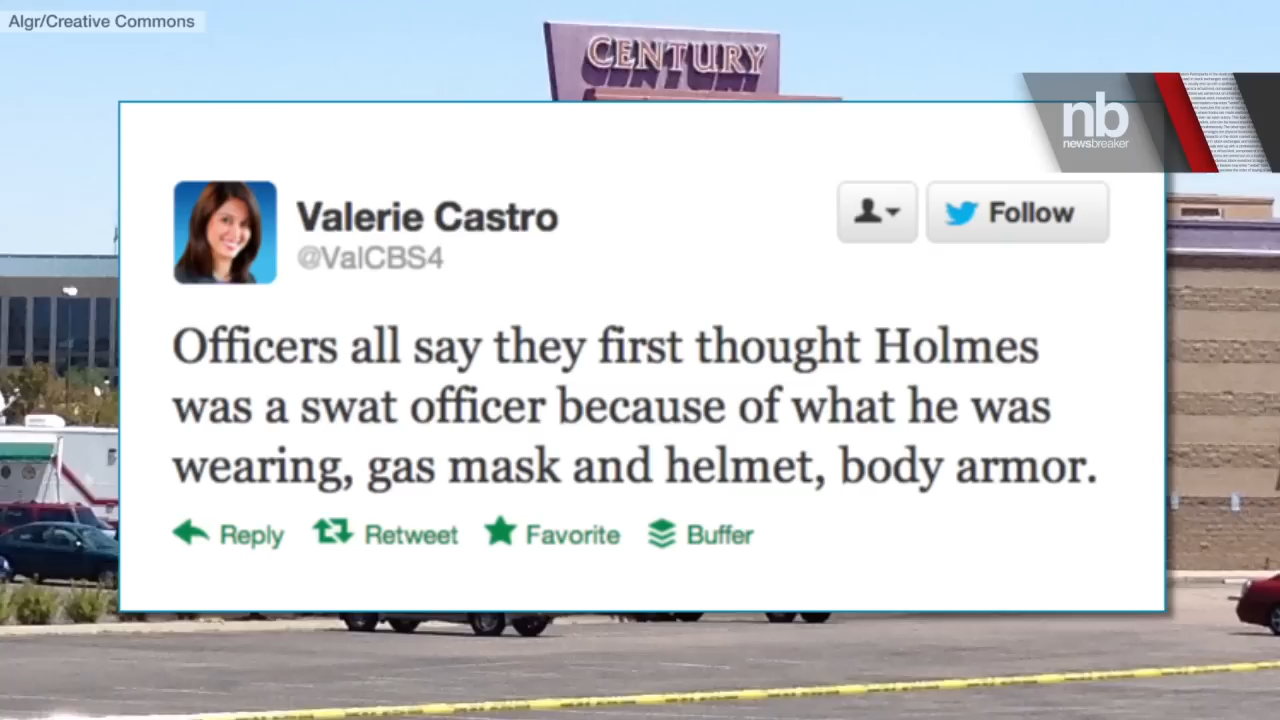 Algr/Creative Commons
CENTURY
nb
newsbreaker
Valerie Castro
@ValCBS4
Follow
Officers all say they first thought Holmes
was a swat officer because of what he was
wearing, gas mask and helmet, body armor.
Reply Retweet Favorite Buffer